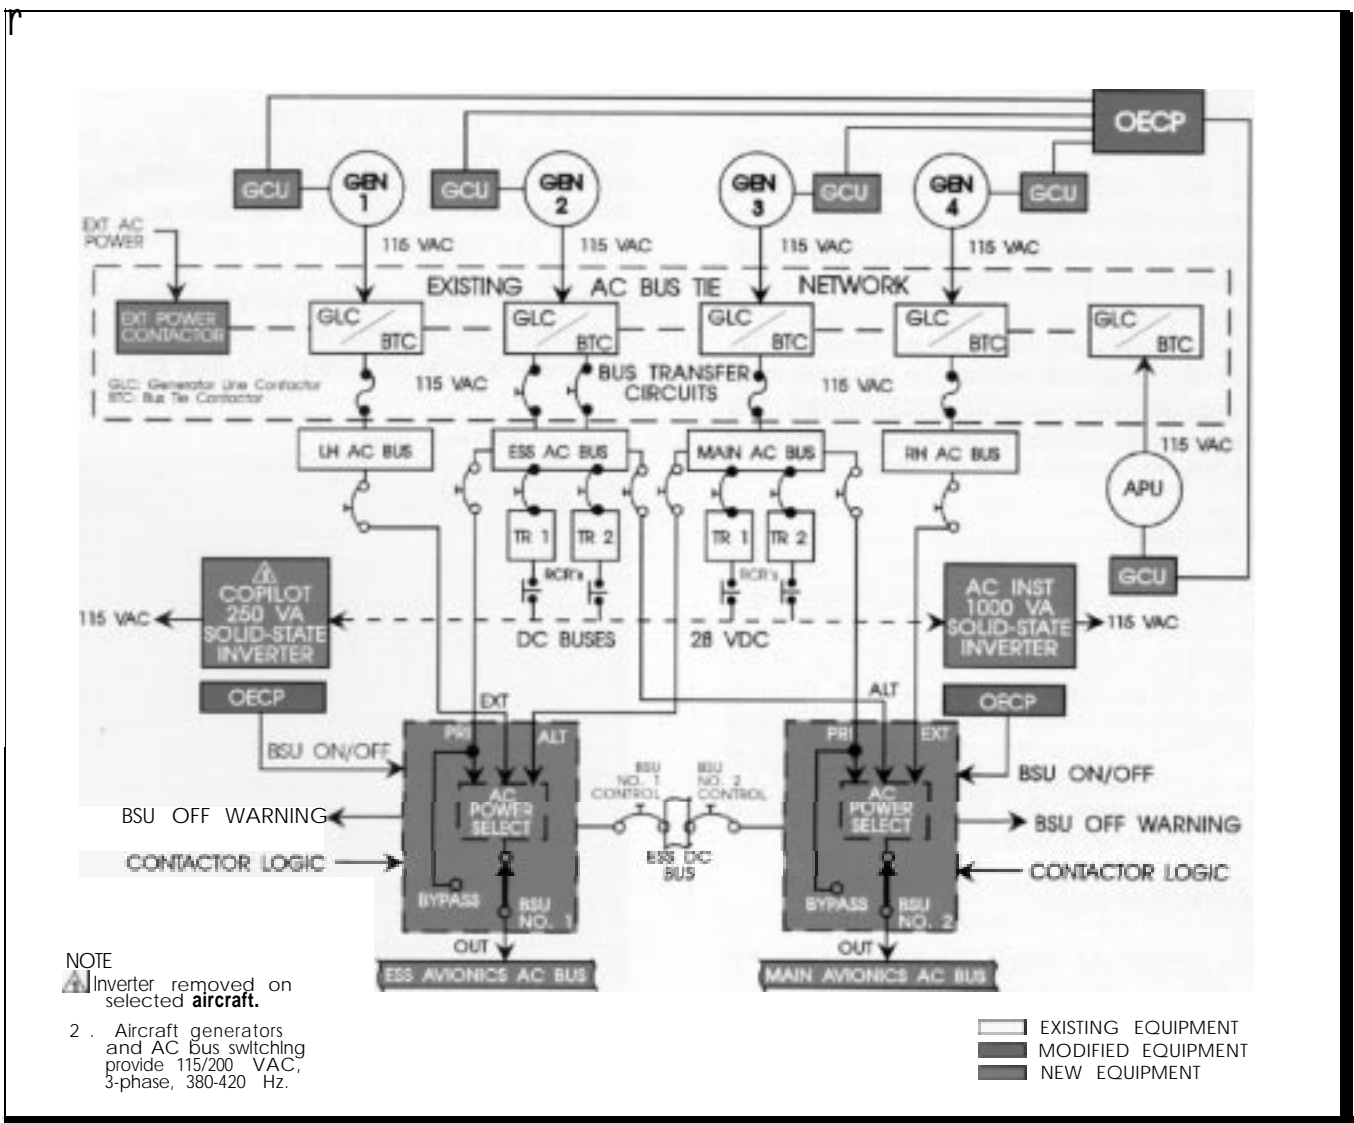 r
OECP
GCU
GEN
1
GCU
GEN
2
GEN
3
GCU
GEN
4
GCU
EXT AC
POWER
115 VAC
115 VAC
115 VAC
115 VAC
EXISTING AC BUS TIE NETWORK
EXT POWER
CONTACTOR
GLC
BTC
GLC
BTC
GLC
BTC
GLC
BTC
GLC
BTC
GLC: Generator Line Contactor
BTC: Bus Tie Contactor
115 VAC
BUS TRANSFER
CIRCUITS
115 VAC
LH AC BUS
ESS AC BUS
MAIN AC BUS
RH AC BUS
115 VAC
APU
TR 1
TR 2
TR 1
TR 2
RCR's
RCR's
GCU
COPILOT
250 VA
SOLID-STATE
INVERTER
115 VAC
AC INST
1000 VA
SOLID-STATE
INVERTER
115 VAC
DC BUSES 28 VDC
OECP
EXT
ALT
OECP
BSU ON/OFF
PRI
ALT
PRI
EXT
BSU ON/OFF
BSU
NO. 1
CONTROL
BSU
NO. 2
CONTROL
AC
POWER
SELECT
AC
POWER
SELECT
BSU OFF WARNING
BSU OFF WARNING
ESS DC
BUS
CONTACTOR LOGIC
CONTACTOR LOGIC
BYPASS
BSU
NO. 1
BYPASS
BSU
NO. 2
OUT
OUT
ESS AVIONICS AC BUS
MAIN AVIONICS AC BUS
NOTE
1 Inverter removed on
selected aircraft.
2 . Aircraft generators
and AC bus switching
provide 115/200 VAC,
3-phase, 380-420 Hz.
EXISTING EQUIPMENT
MODIFIED EQUIPMENT
NEW EQUIPMENT